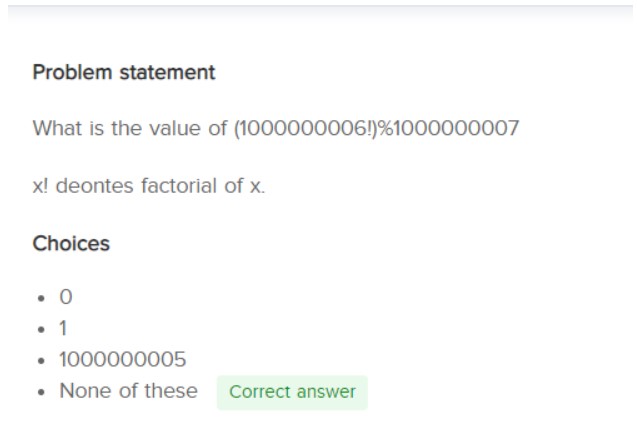 Problem statement
What is the value of (1000000006!)%1000000007
x! deontes factorial of x.
Choices
• 0
• 1
• 1000000005
• None of these Correct answer